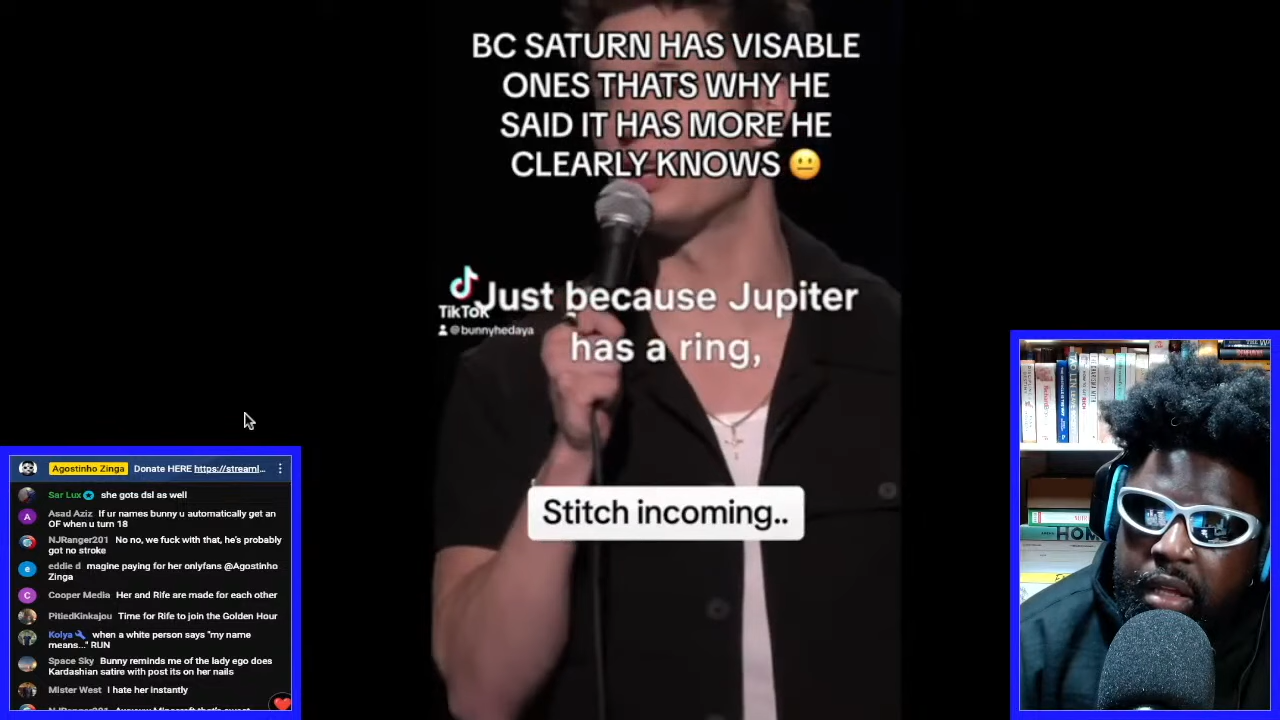 BC SATURN HAS VISABLE
ONES THATS WHY HE
SAID IT HAS MORE HE
CLEARLY KNOWS 😐
TikTok
@bunnyhedaya
Just because Jupiter
has a ring,
Stitch incoming..
Agostinho Zinga Donate HERE https://streaml...
Sar Lux she gots dsl as well
Asad Aziz If ur names bunny u automatically get an
OF when u turn 18
NJRanger201 No no, we fuck with that, he's probably
got no stroke
eddie d magine paying for her onlyfans @Agostinho
Zinga
Cooper Media Her and Rife are made for each other
PitiedKinkajou Time for Rife to join the Golden Hour
Kolya when a white person says "my name
means..." RUN
Space Sky Bunny reminds me of the lady ego does
Kardashian satire with post its on her nails
Mister West I hate her instantly